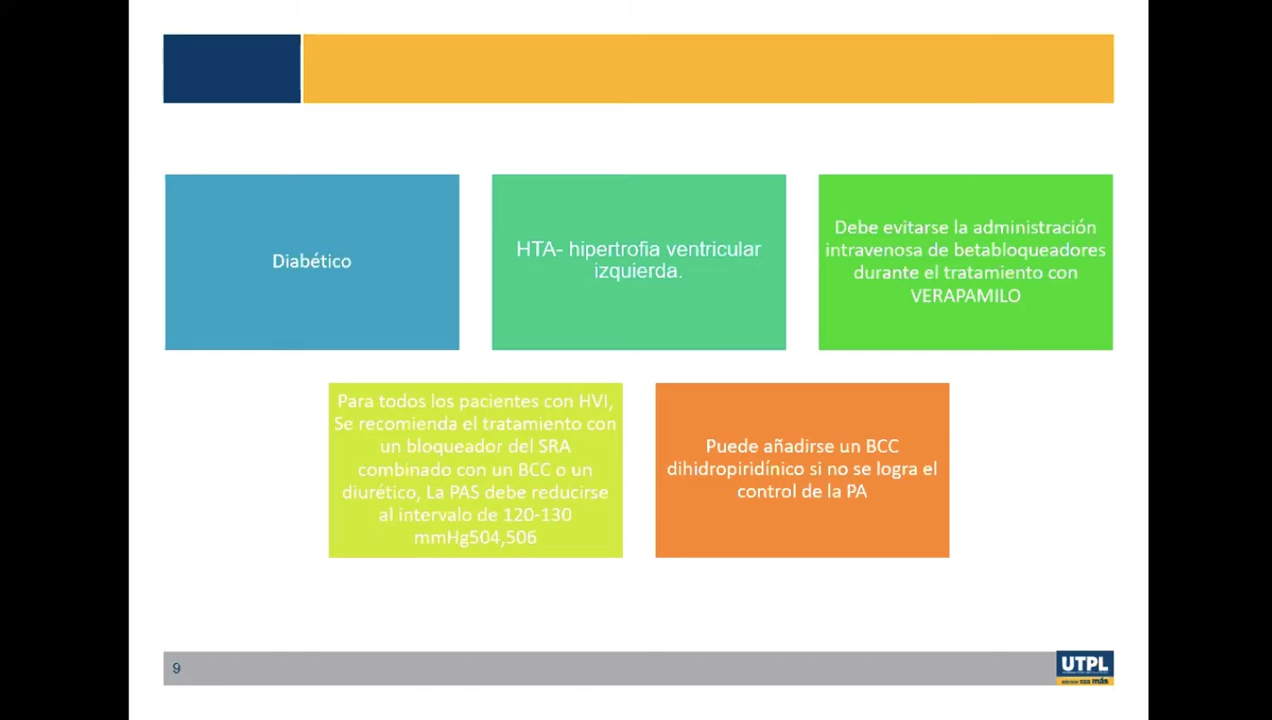 Diabético
HTA- hipertrofia ventricular
izquierda.
Debe evitarse la administración
intravenosa de betabloqueadores
durante el tratamiento con
VERAPAMILO
Para todos los pacientes con HVI,
Se recomienda el tratamiento con
un bloqueador del SRA
combinado con un BCC o un
diurético, La PAS debe reducirse
al intervalo de 120-130
mmHg504,506
Puede añadirse un BCC
dihidropiridínico si no se logra el
control de la PA
9
UTPL
más